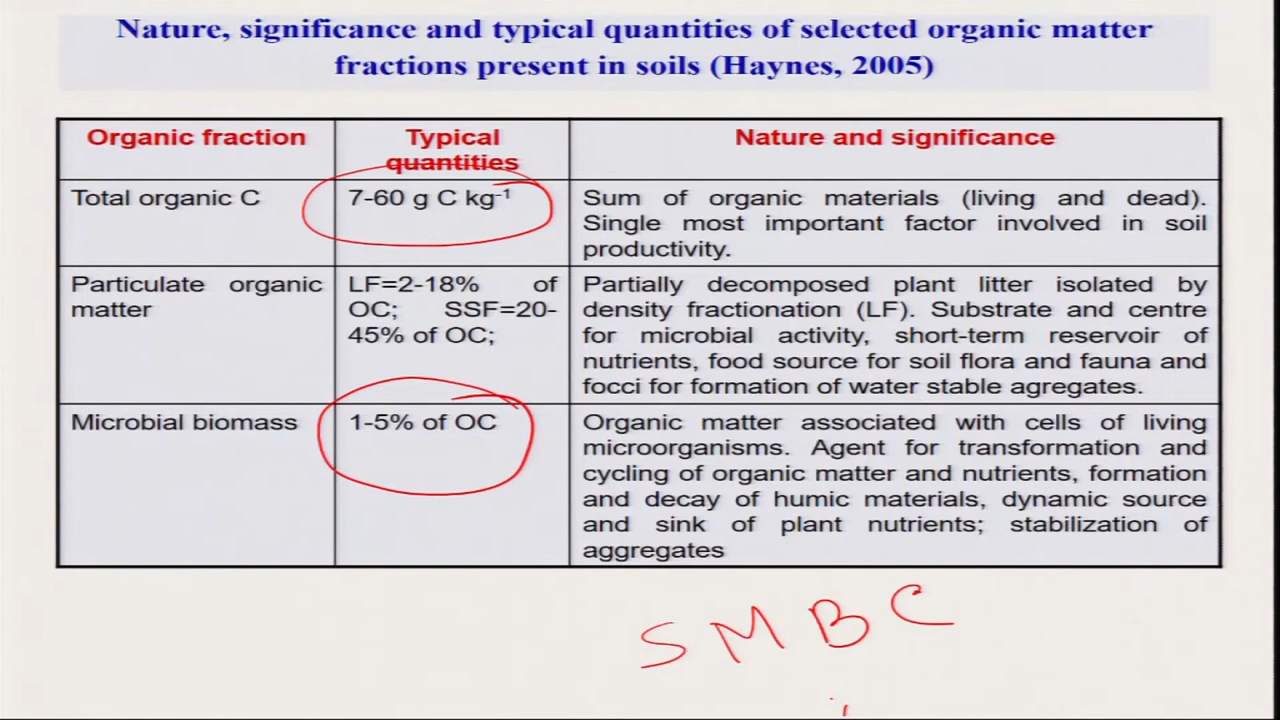 Nature, significance and typical quantities of selected organic matter
fractions present in soils (Haynes, 2005)
Organic fraction
Typical
quantities
Nature and significance
Total organic C
7-60 g C kg-1
Sum of organic materials (living and dead).
Single most important factor involved in soil
productivity.
Particulate organic
matter
LF=2-18% of
OC; SSF=20-
45% of OC;
Partially decomposed plant litter isolated by
density fractionation (LF). Substrate and centre
for microbial activity, short-term reservoir of
nutrients, food source for soil flora and fauna and
focci for formation of water stable agregates.
Microbial biomass
1-5% of OC
Organic matter associated with cells of living
microorganisms. Agent for transformation and
cycling of organic matter and nutrients, formation
and decay of humic materials, dynamic source
and sink of plant nutrients; stabilization of
aggregates
SMBC